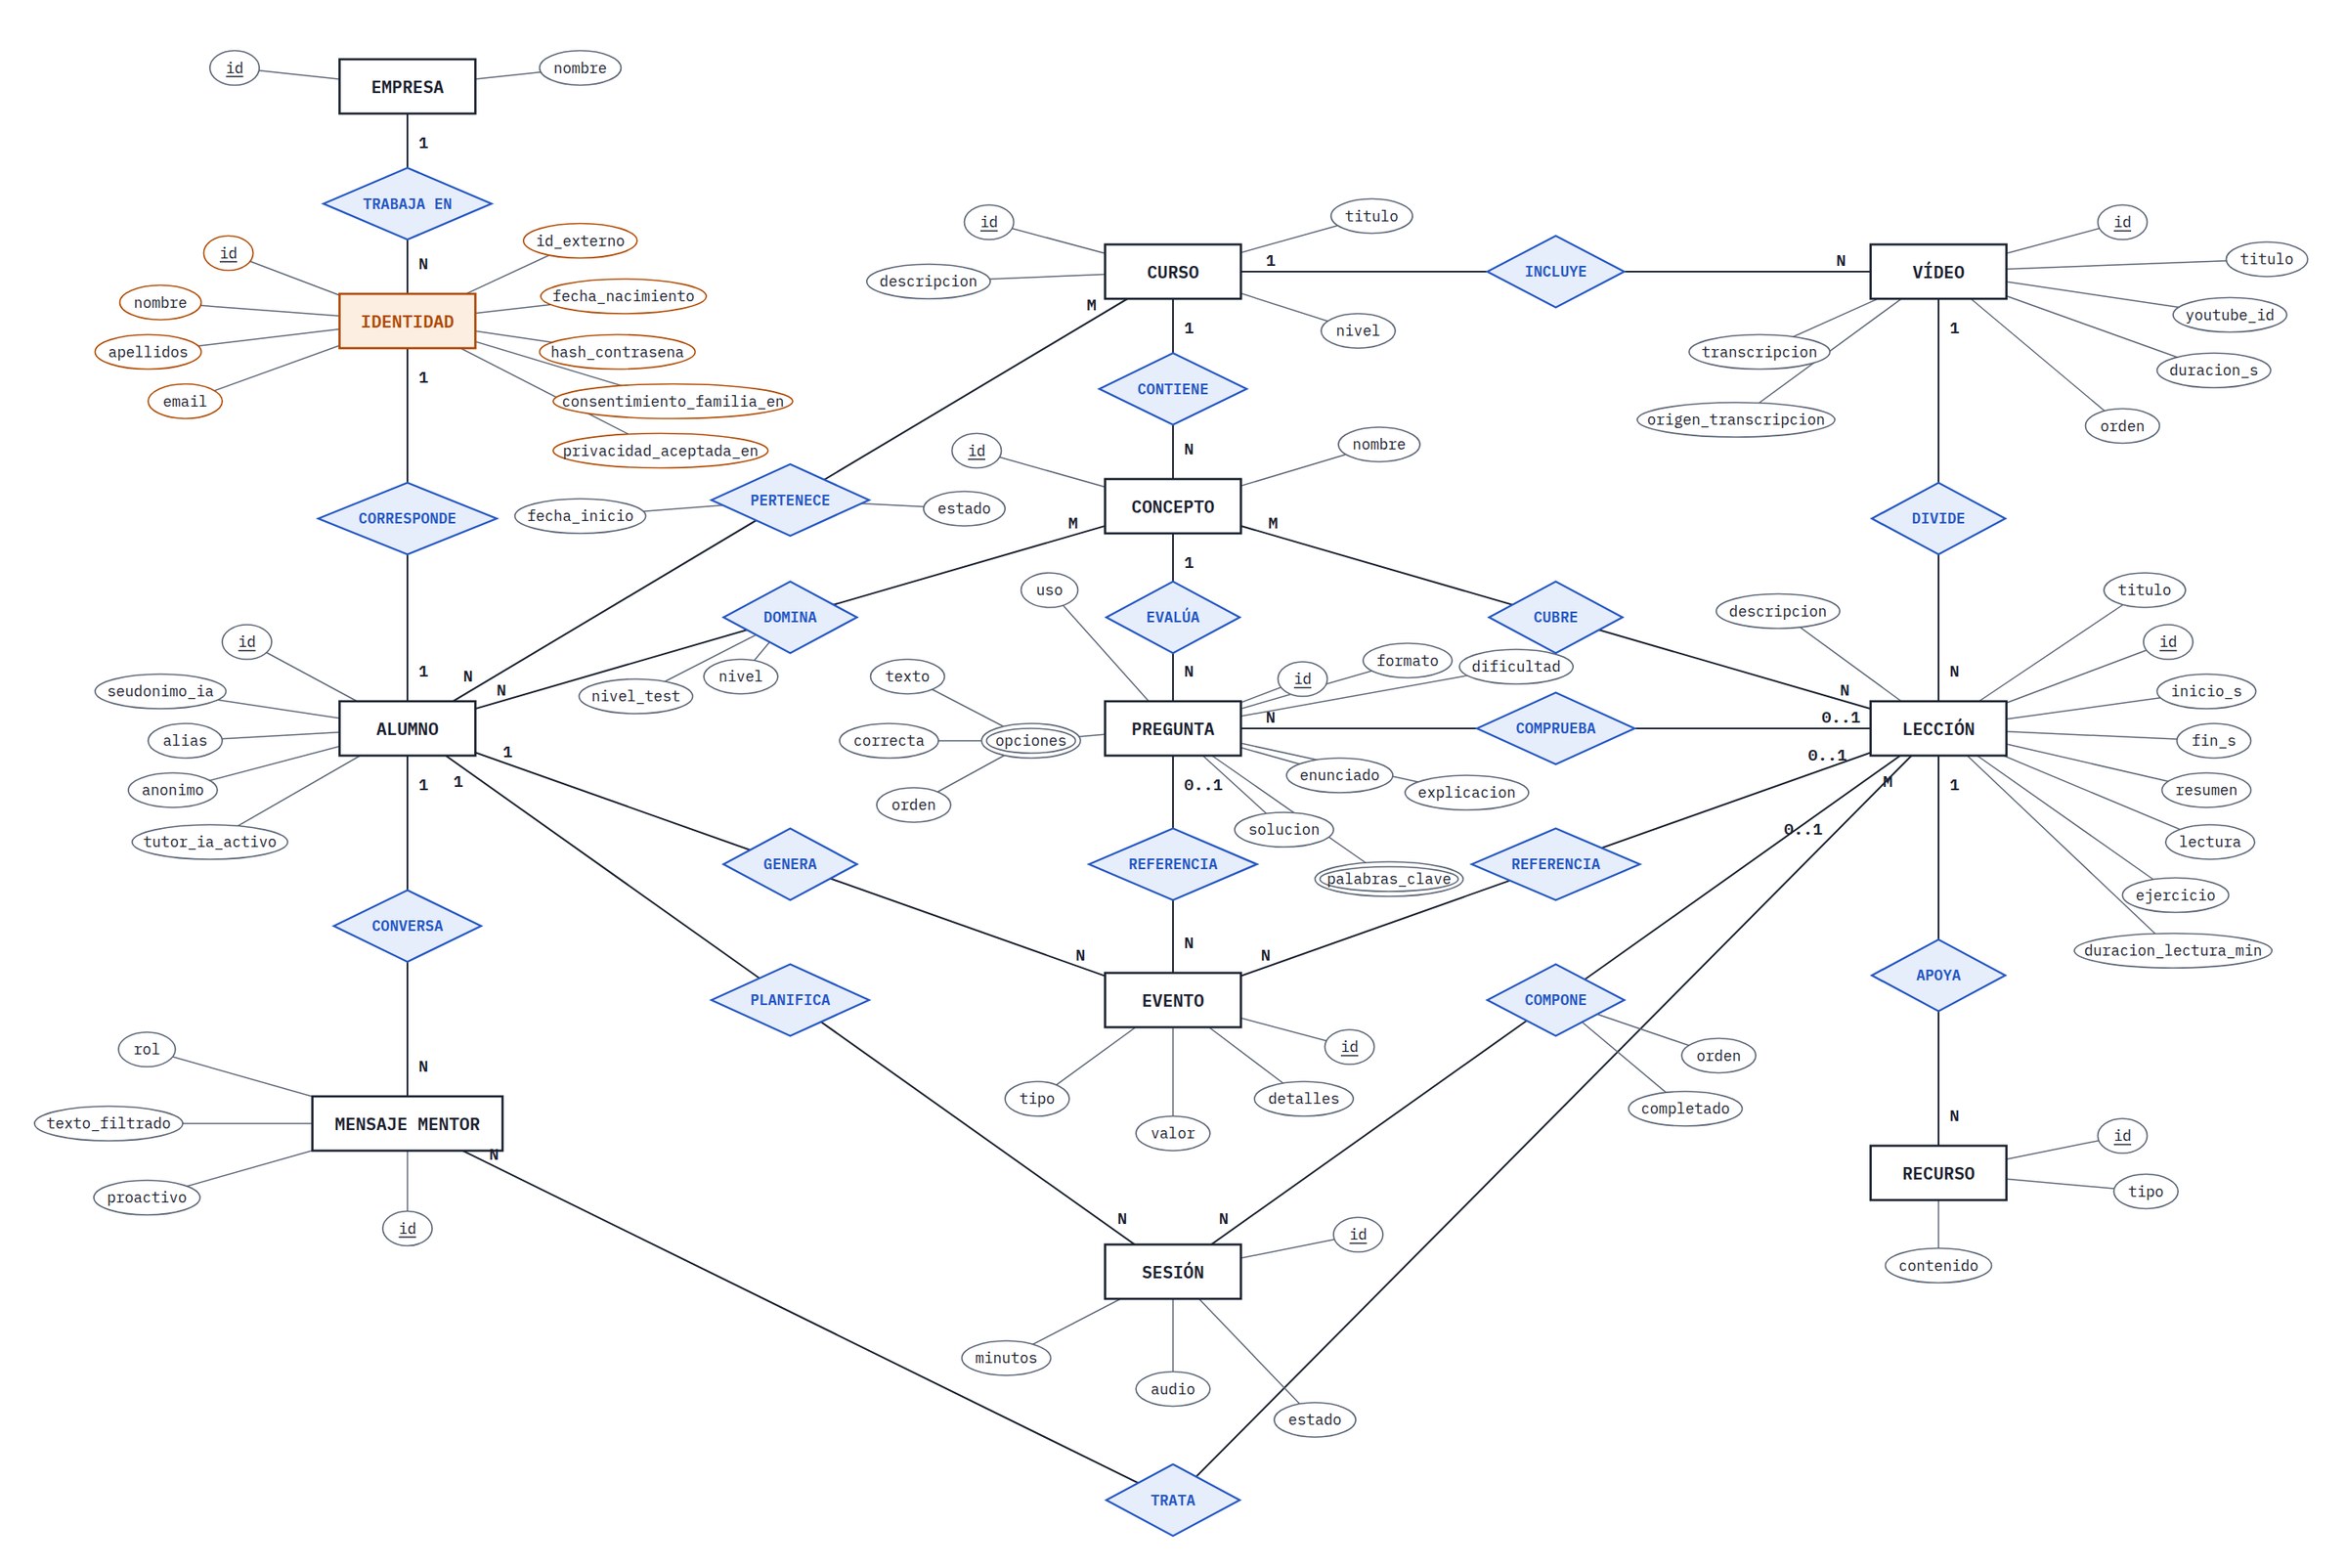 id
EMPRESA
nombre
1
TRABAJA EN
N
id
id_externo
nombre
fecha_nacimiento
IDENTIDAD
apellidos
hash_contrasena
email
consentimiento_familia_en
privacidad_aceptada_en
1
CORRESPONDE
1
id
titulo
CURSO
descripcion
nivel
1
INCLUYE
N
id
titulo
VÍDEO
youtube_id
transcripcion
duracion_s
origen_transcripcion
orden
M
1
CONTIENE
N
1
PERTENECE
fecha_inicio
estado
N
id
nombre
CONCEPTO
M
M
1
DIVIDE
N
DOMINA
nivel_test
nivel
N
EVALÚA
N
CUBRE
N
id
seudonimo_ia
ALUMNO
alias
anonimo
tutor_ia_activo
uso
texto
correcta
opciones
orden
PREGUNTA
id
formato
dificultad
enunciado
explicacion
solucion
palabras_clave
N
COMPRUEBA
0..1
descripcion
titulo
id
inicio_s
LECCIÓN
fin_s
resumen
lectura
ejercicio
duracion_lectura_min
1
1
1
0..1
0..1
M
0..1
1
GENERA
REFERENCIA
REFERENCIA
CONVERSA
N
N
N
APOYA
PLANIFICA
EVENTO
COMPONE
id
tipo
valor
detalles
orden
completado
rol
N
texto_filtrado
MENSAJE MENTOR
N
proactivo
id
N
id
RECURSO
tipo
contenido
N
N
id
SESIÓN
minutos
audio
estado
TRATA